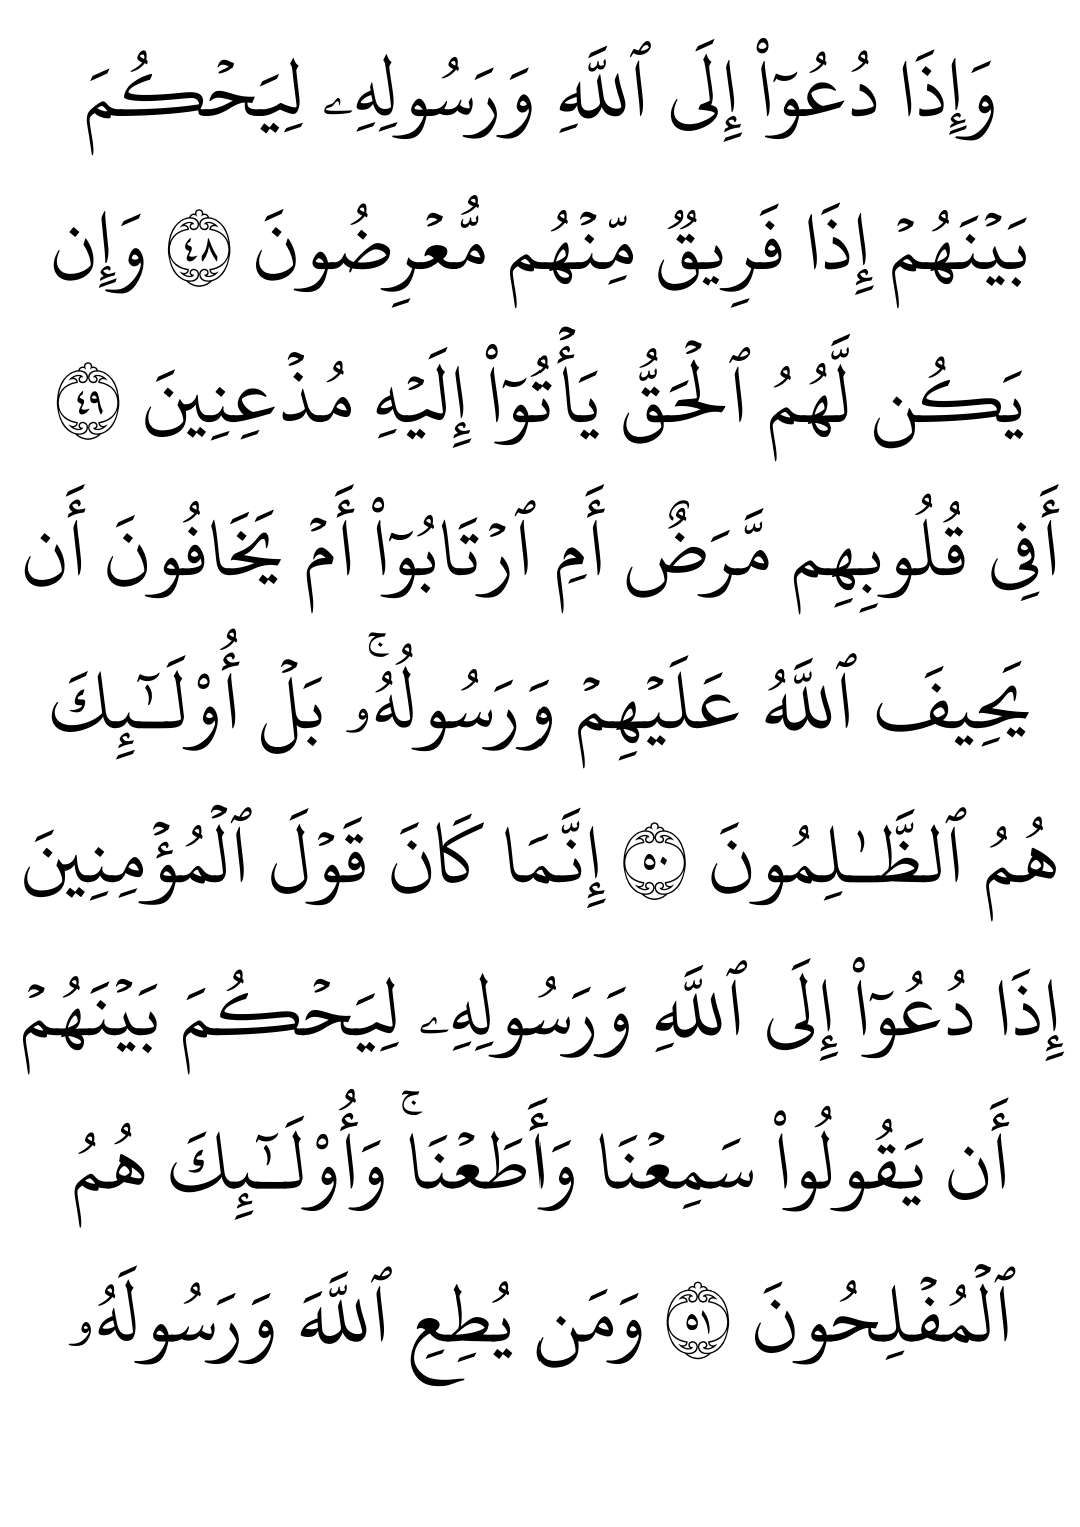 وَإِذَا دُعُوٓا۟ إِلَى ٱللَّهِ وَرَسُولِهِۦ لِيَحۡكُمَ
بَيۡنَهُمۡ إِذَا فَرِيقٞ مِّنۡهُم مُّعۡرِضُونَ ٤٨ وَإِن
يَكُن لَّهُمُ ٱلۡحَقُّ يَأۡتُوٓا۟ إِلَيۡهِ مُذۡعِنِينَ ٤٩
أَفِى قُلُوبِهِم مَّرَضٌ أَمِ ٱرۡتَابُوٓا۟ أَمۡ يَخَافُونَ أَن
يَحِيفَ ٱللَّهُ عَلَيۡهِمۡ وَرَسُولُهُۥۚ بَلۡ أُو۟لَـٰٓئِكَ
هُمُ ٱلظَّـٰلِمُونَ ٥٠ إِنَّمَا كَانَ قَوۡلَ ٱلۡمُؤۡمِنِينَ
إِذَا دُعُوٓا۟ إِلَى ٱللَّهِ وَرَسُولِهِۦ لِيَحۡكُمَ بَيۡنَهُمۡ
أَن يَقُولُوا۟ سَمِعۡنَا وَأَطَعۡنَاۚ وَأُو۟لَـٰٓئِكَ هُمُ
ٱلۡمُفۡلِحُونَ ٥١ وَمَن يُطِعِ ٱللَّهَ وَرَسُولَهُۥ